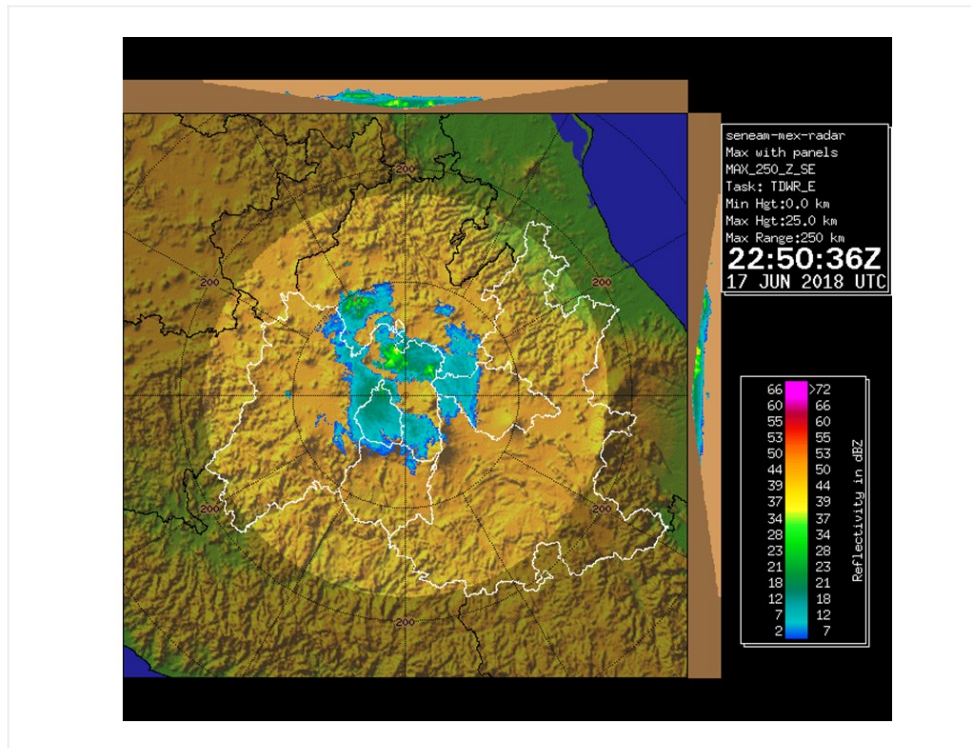 seneam-mex-radar
Max with panels
MAX_250_Z_SE
Task: TDWR_E
Min Hgt:0.0 km
Max Hgt:25.0 km
Max Range:250 km
22:50:36Z
17 JUN 2018 UTC
200
200
200
200
200
200
66 >72
60 66
55 60
53 55
50 53
44 50
39 44
37 39
34 37
28 34
23 28
21 23
18 21
12 18
7 12
2 7
Reflectivity in dBZ